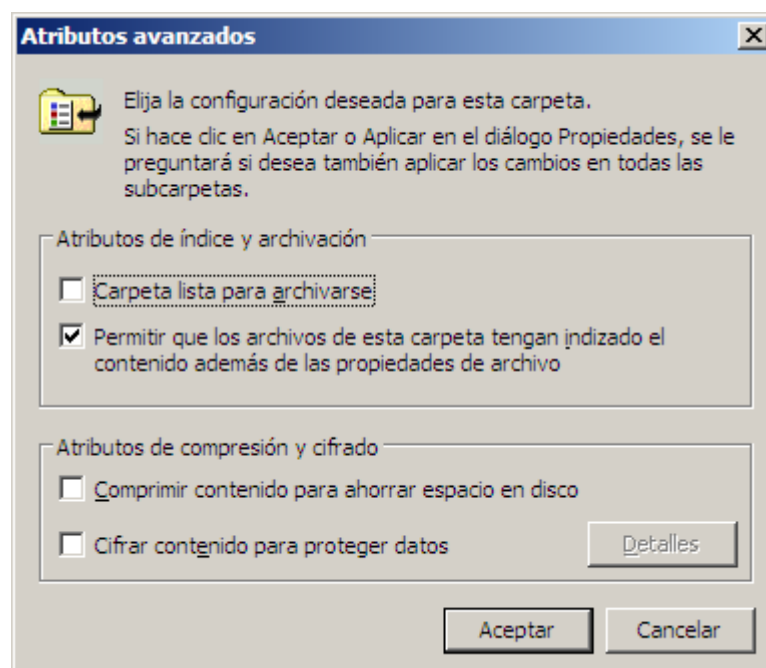 Atributos avanzados
Elija la configuración deseada para esta carpeta.
Si hace clic en Aceptar o Aplicar en el diálogo Propiedades, se le
preguntará si desea también aplicar los cambios en todas las
subcarpetas.
Atributos de índice y archivación
Carpeta lista para archivarse
Permitir que los archivos de esta carpeta tengan indizado el
contenido además de las propiedades de archivo
Atributos de compresión y cifrado
Comprimir contenido para ahorrar espacio en disco
Cifrar contenido para proteger datos
Detalles
Aceptar
Cancelar